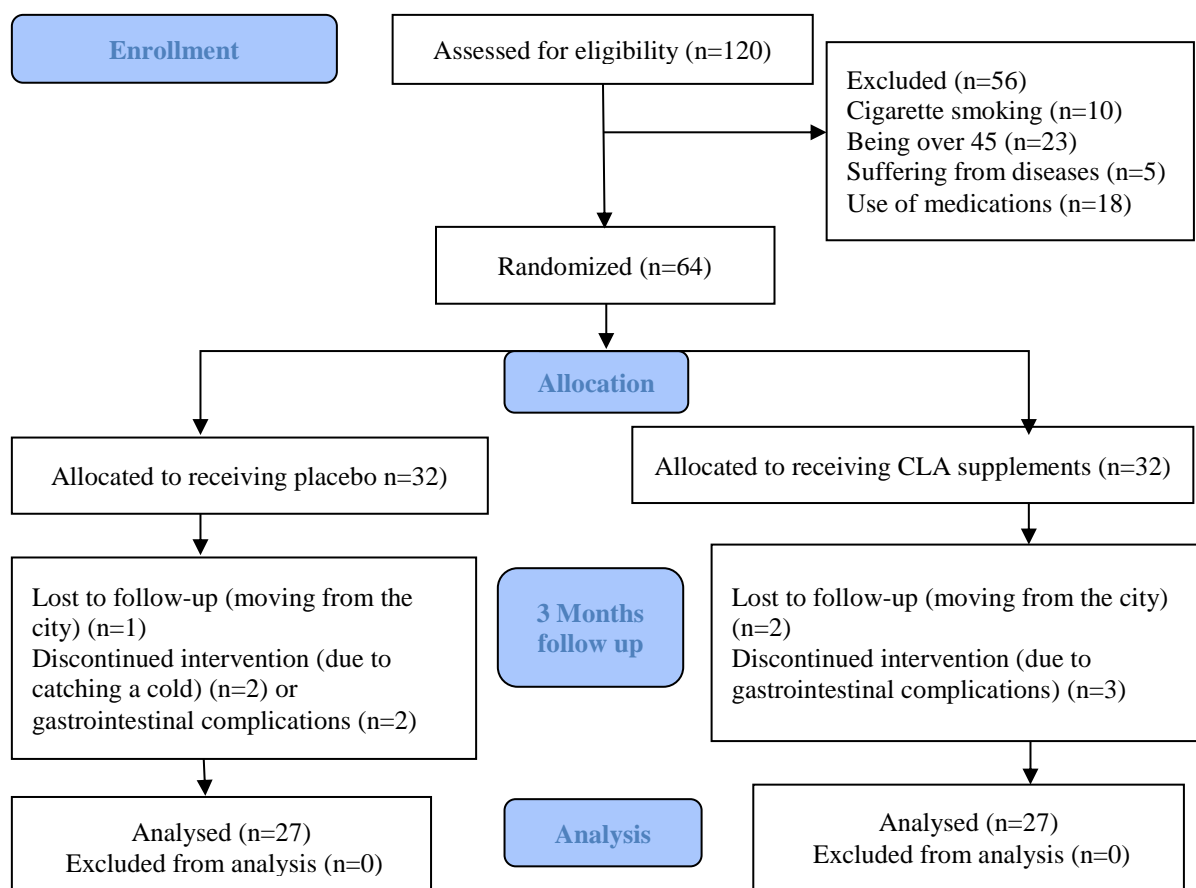 Enrollment
Assessed for eligibility (n=120)
Excluded (n=56)
Cigarette smoking (n=10)
Being over 45 (n=23)
Suffering from diseases (n=5)
Use of medications (n=18)
Randomized (n=64)
Allocation
Allocated to receiving placebo n=32)
Allocated to receiving CLA supplements (n=32)
Lost to follow-up (moving from the
city) (n=1)
Discontinued intervention (due to
catching a cold) (n=2) or
gastrointestinal complications (n=2)
3 Months
follow up
Lost to follow-up (moving from the city)
(n=2)
Discontinued intervention (due to
gastrointestinal complications) (n=3)
Analysed (n=27)
Excluded from analysis (n=0)
Analysis
Analysed (n=27)
Excluded from analysis (n=0)